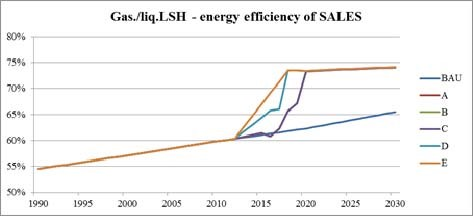 Gas./liq.LSH - energy efficiency of SALES
80%
75%
70%
65%
60%
55%
50%
1990 1995 2000 2005 2010 2015 2020 2025 2030
BAU
A
B
C
D
E